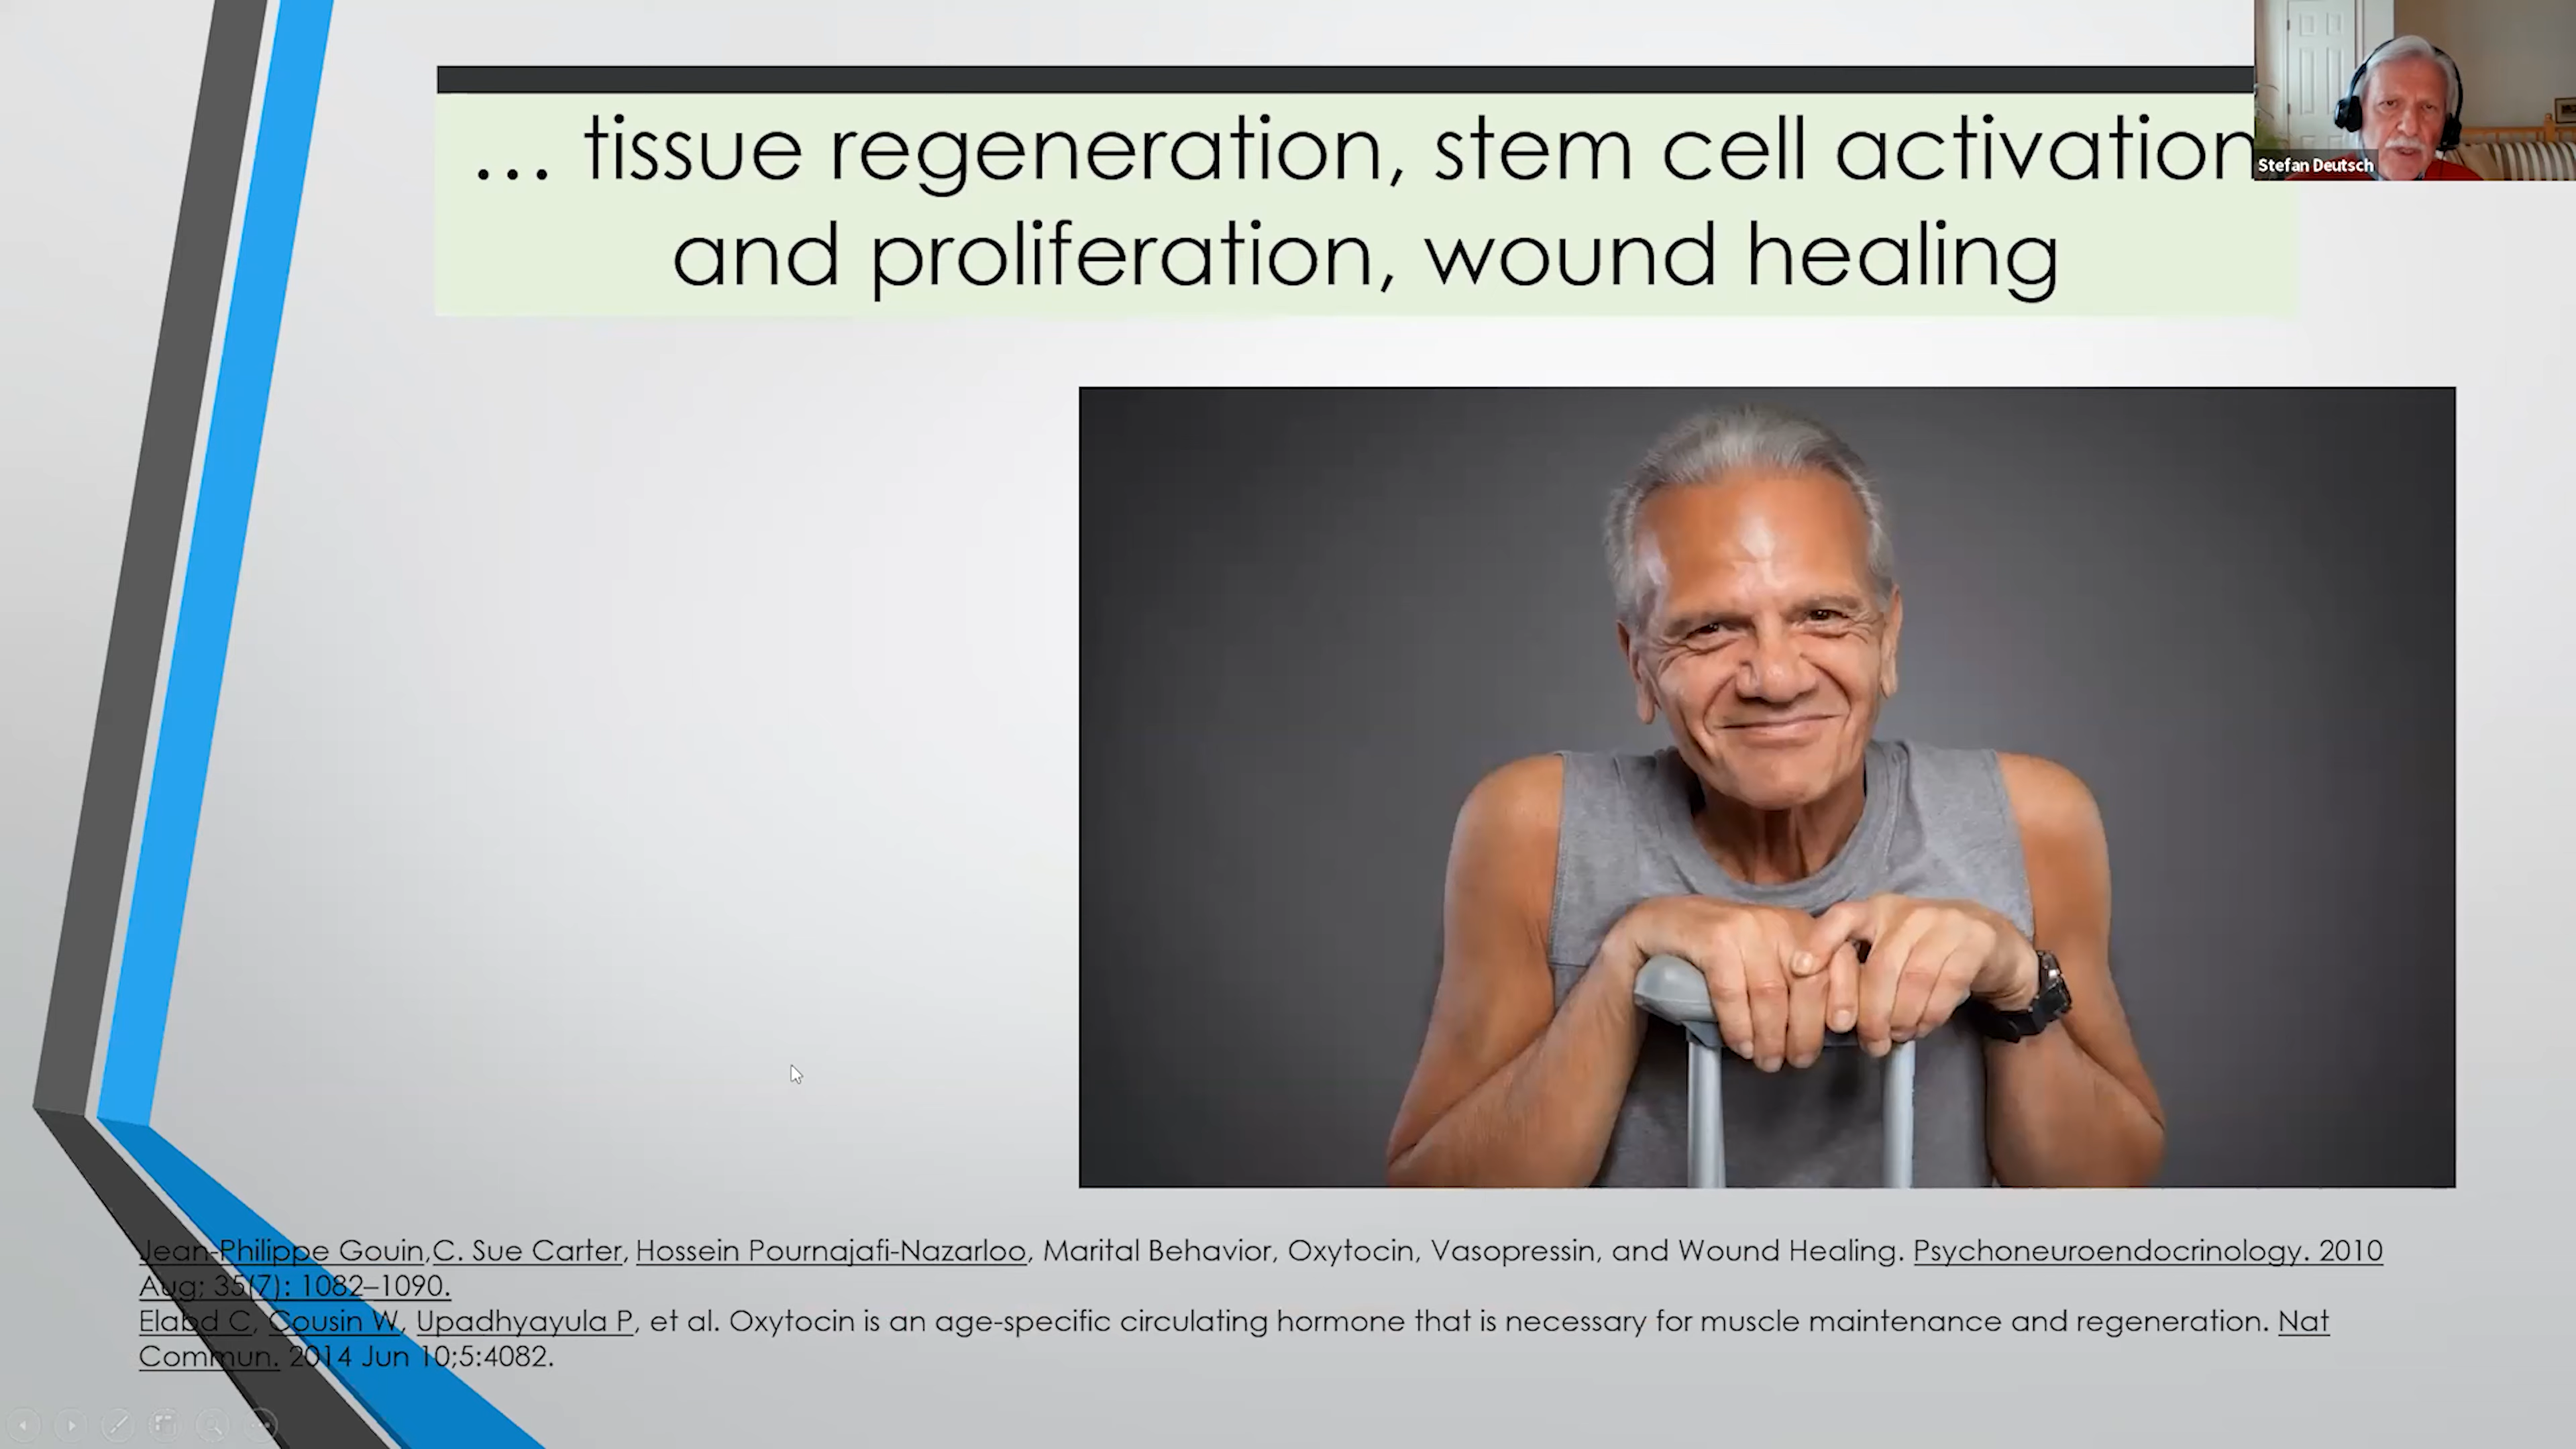 ... tissue regeneration, stem cell activation
and proliferation, wound healing
Stefan Deutsch
Jean-Philippe Gouin,C. Sue Carter, Hossein Pournajafi-Nazarloo, Marital Behavior, Oxytocin, Vasopressin, and Wound Healing. Psychoneuroendocrinology. 2010
Aug; 35(7): 1082–1090.
Elabd C, Cousin W, Upadhyayula P, et al. Oxytocin is an age-specific circulating hormone that is necessary for muscle maintenance and regeneration. Nat
Commun. 2014 Jun 10;5:4082.